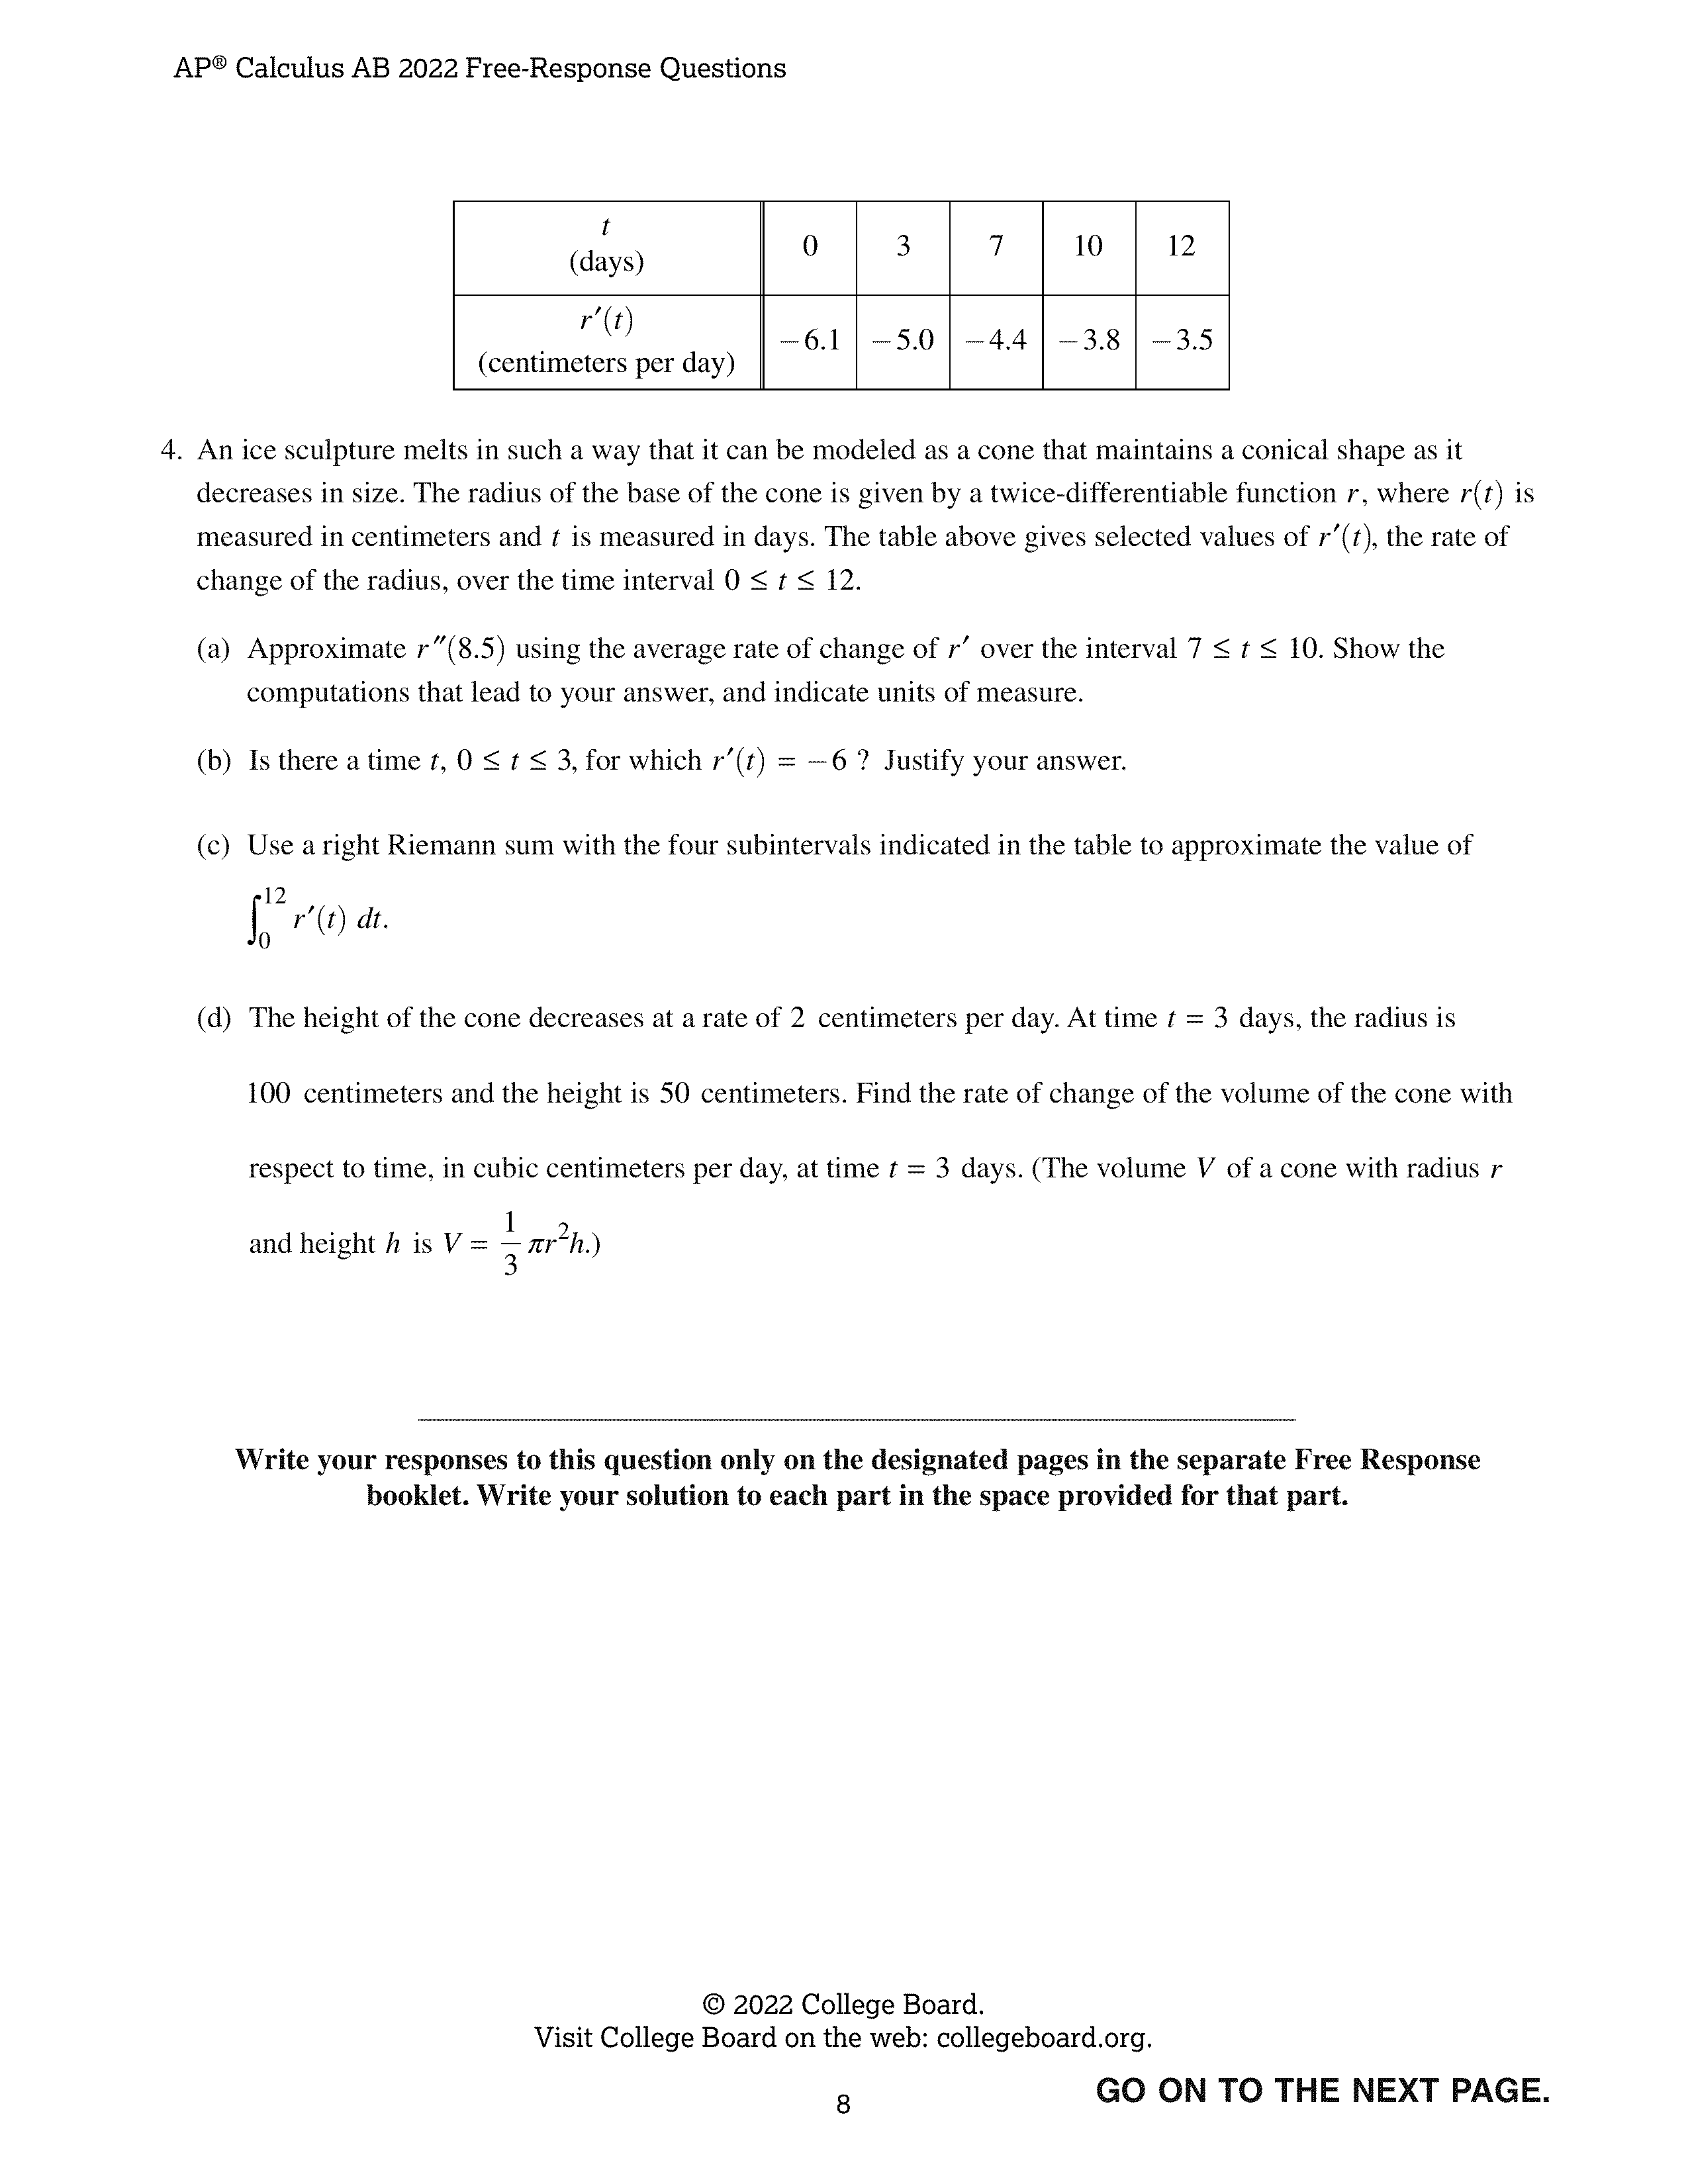 AP® Calculus AB 2022 Free-Response Questions
t
(days)
0 3 7 10 12
r′(t)
(centimeters per day)
−6.1 −5.0 −4.4 −3.8 −3.5
4. An ice sculpture melts in such a way that it can be modeled as a cone that maintains a conical shape as it
decreases in size. The radius of the base of the cone is given by a twice-differentiable function r, where r(t) is
measured in centimeters and t is measured in days. The table above gives selected values of r′(t), the rate of
change of the radius, over the time interval 0 ≤ t ≤ 12.
(a) Approximate r″(8.5) using the average rate of change of r′ over the interval 7 ≤ t ≤ 10. Show the
computations that lead to your answer, and indicate units of measure.
(b) Is there a time t, 0 ≤ t ≤ 3, for which r′(t) = −6 ? Justify your answer.
(c) Use a right Riemann sum with the four subintervals indicated in the table to approximate the value of
∫₀¹² r′(t) dt.
(d) The height of the cone decreases at a rate of 2 centimeters per day. At time t = 3 days, the radius is
100 centimeters and the height is 50 centimeters. Find the rate of change of the volume of the cone with
respect to time, in cubic centimeters per day, at time t = 3 days. (The volume V of a cone with radius r
and height h is V = 1/3 πr²h.)
Write your responses to this question only on the designated pages in the separate Free Response
booklet. Write your solution to each part in the space provided for that part.
© 2022 College Board.
Visit College Board on the web: collegeboard.org.
GO ON TO THE NEXT PAGE.
8